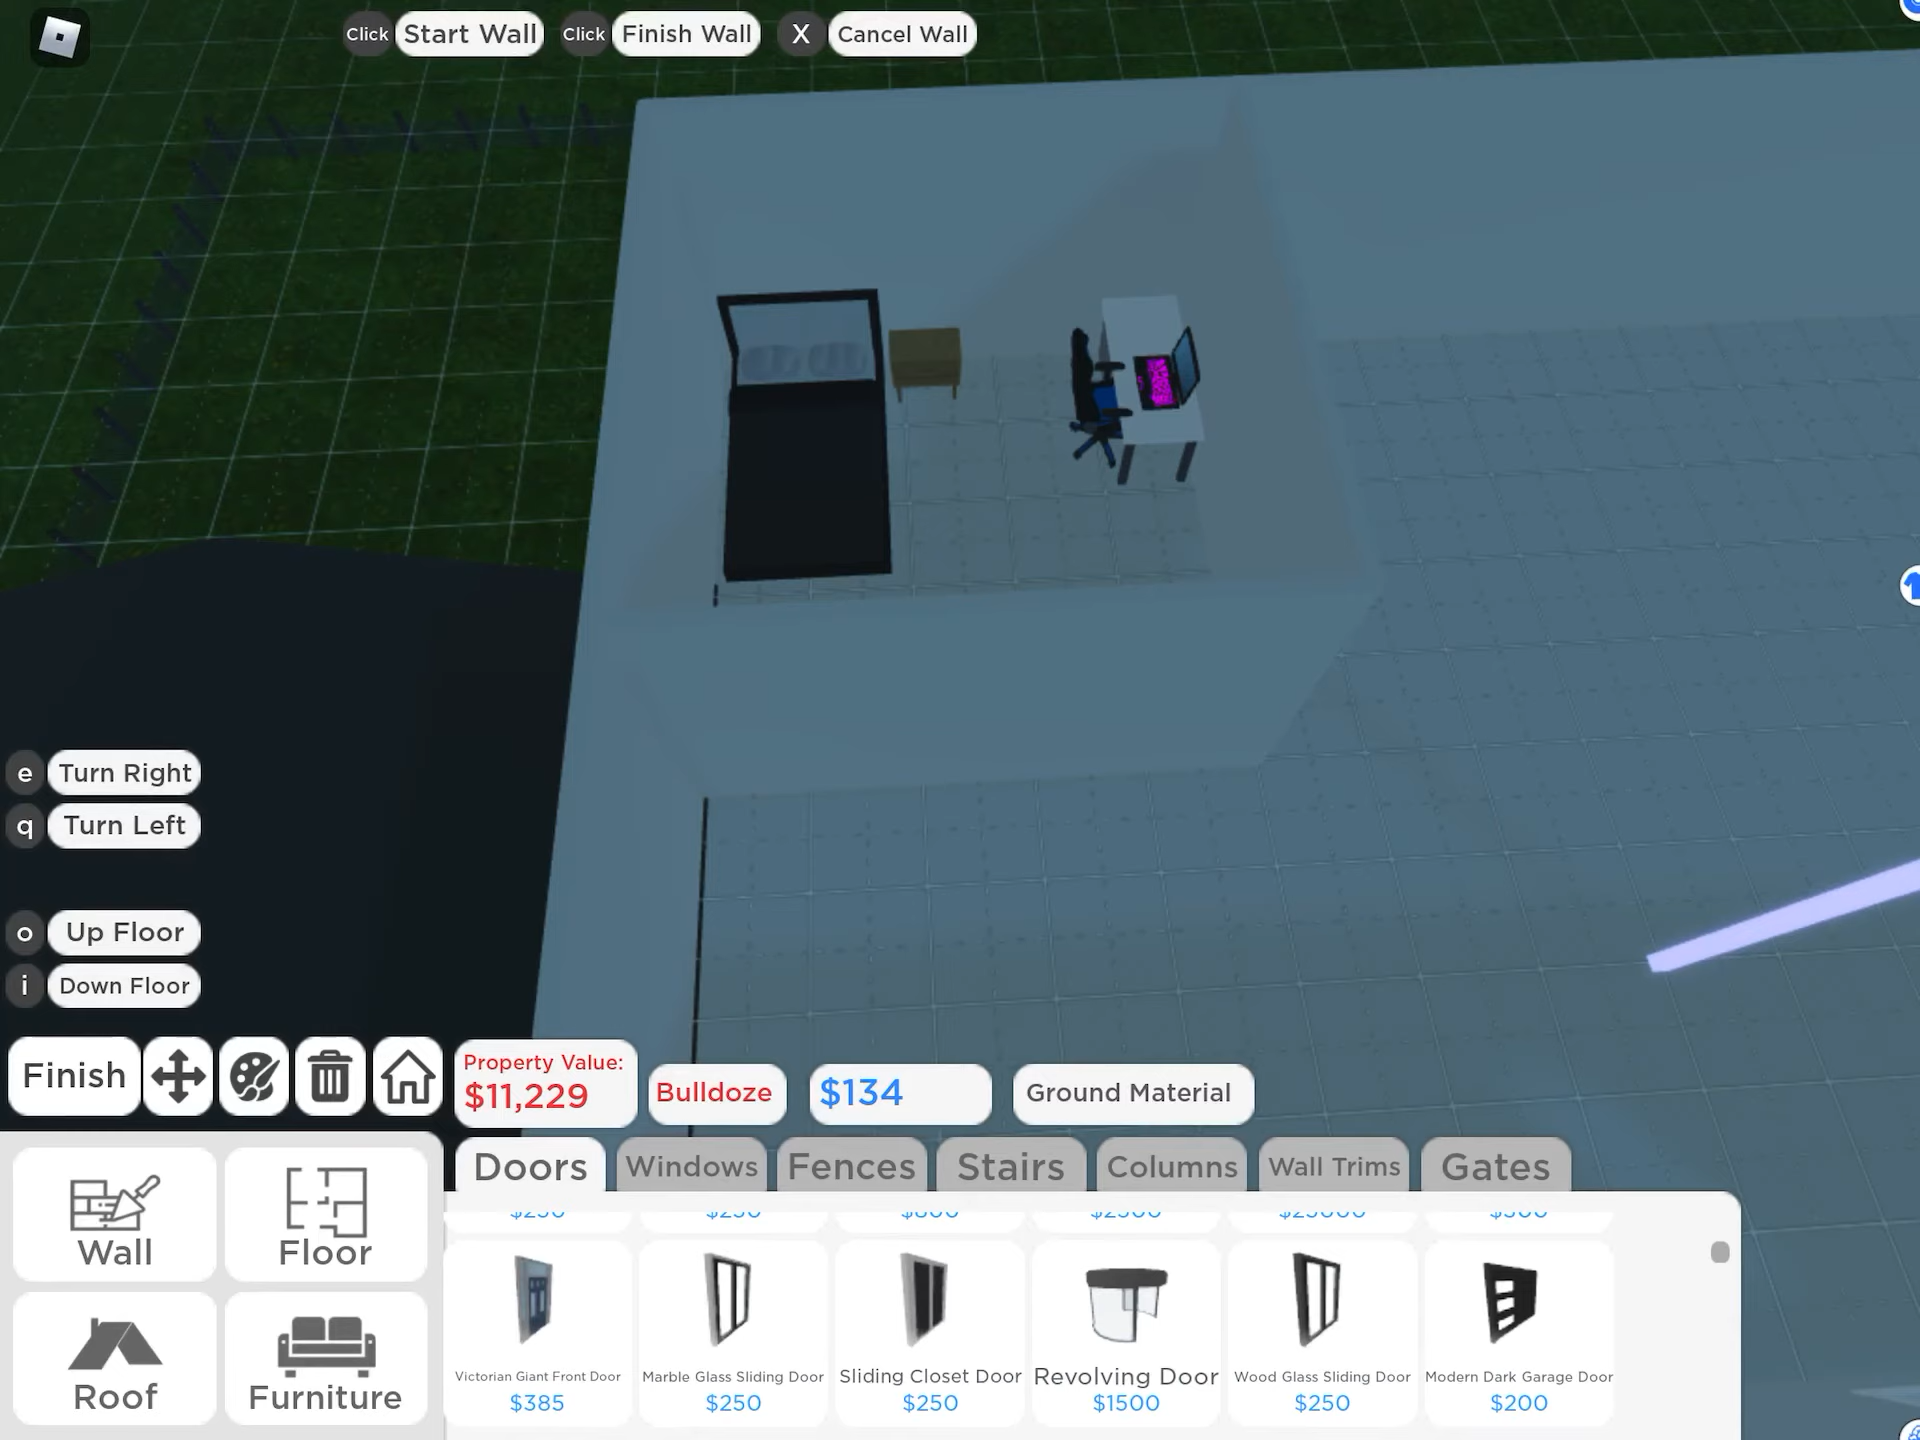 Click Start Wall Click Finish Wall X Cancel Wall
e Turn Right
q Turn Left
o Up Floor
i Down Floor
Finish
Property Value:
$11,229
Bulldoze
$134
Ground Material
Doors Windows Fences Stairs Columns Wall Trims Gates
Wall Floor
Roof Furniture
Victorian Giant Front Door Marble Glass Sliding Door Sliding Closet Door Revolving Door Wood Glass Sliding Door Modern Dark Garage Door
$385 $250 $250 $1500 $250 $200